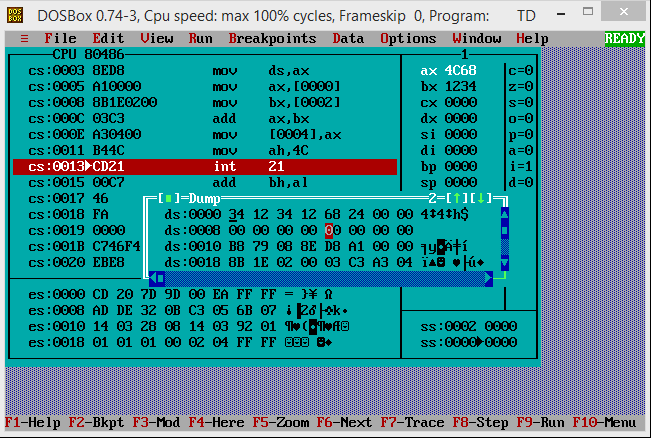 DOSBox 0.74-3, Cpu speed: max 100% cycles, Frameskip 0, Program: TD
≡ File Edit View Run Breakpoints Data Options Window Help READY
CPU 80486 1
cs:0003 8ED8 mov ds,ax ax 4C68 c=0
cs:0005 A10000 mov ax,[0000] bx 1234 z=0
cs:0008 8B1E0200 mov bx,[0002] cx 0000 s=0
cs:000C 03C3 add ax,bx dx 0000 o=0
cs:000E A30400 mov [0004],ax si 0000 p=0
cs:0011 B44C mov ah,4C di 0000 a=0
cs:0013►CD21 int 21 bp 0000 i=1
cs:0015 00C7 add bh,al sp 0000 d=0
cs:0017 46 [■]=Dump 2=[↑][↓]
cs:0018 FA ds:0000 34 12 34 12 68 24 00 00 4↕4↕h$
cs:0019 0000 ds:0008 00 00 00 00 00 00 00 00
cs:001B C746F4 ds:0010 B8 79 08 8E D8 A1 00 00
cs:0020 EBE8 ds:0018 8B 1E 02 00 03 C3 A3 04
es:0000 CD 20 7D 9D 00 EA FF FF = }¥ Ω
es:0008 AD DE 32 0B C3 05 6B 07
es:0010 14 03 28 08 14 03 92 01 ss:0002 0000
es:0018 01 01 01 00 02 04 FF FF ss:0000►0000
F1-Help F2-Bkpt F3-Mod F4-Here F5-Zoom F6-Next F7-Trace F8-Step F9-Run F10-Menu